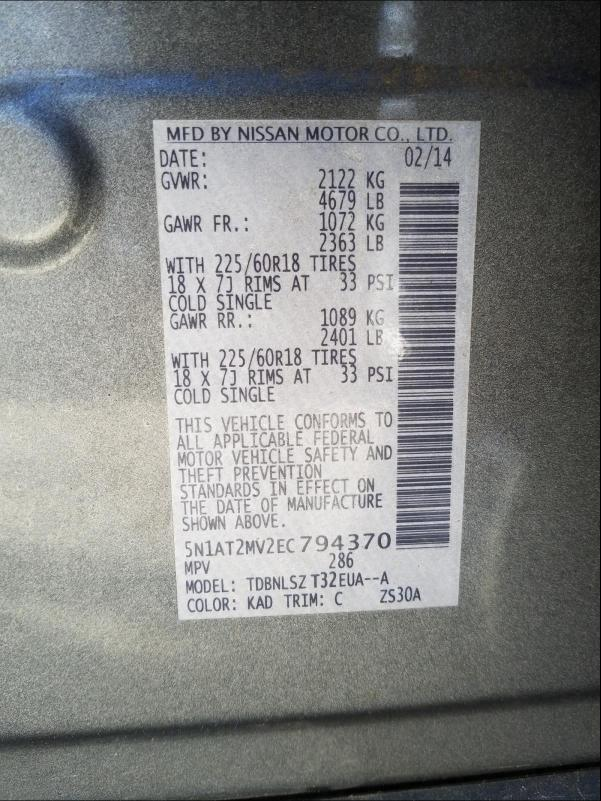 MFD BY NISSAN MOTOR CO., LTD.
DATE: 02/14
GVWR: 2122 KG
4679 LB
GAWR FR.: 1072 KG
2363 LB
WITH 225/60R18 TIRES
18 X 7J RIMS AT 33 PSI
COLD SINGLE
GAWR RR.: 1089 KG
2401 LB
WITH 225/60R18 TIRES
18 X 7J RIMS AT 33 PSI
COLD SINGLE
THIS VEHICLE CONFORMS TO
ALL APPLICABLE FEDERAL
MOTOR VEHICLE SAFETY AND
THEFT PREVENTION
STANDARDS IN EFFECT ON
THE DATE OF MANUFACTURE
SHOWN ABOVE.
5N1AT2MV2EC794370
MPV 286
MODEL: TDBNLSZ T32EUA--A
COLOR: KAD TRIM: C ZS30A